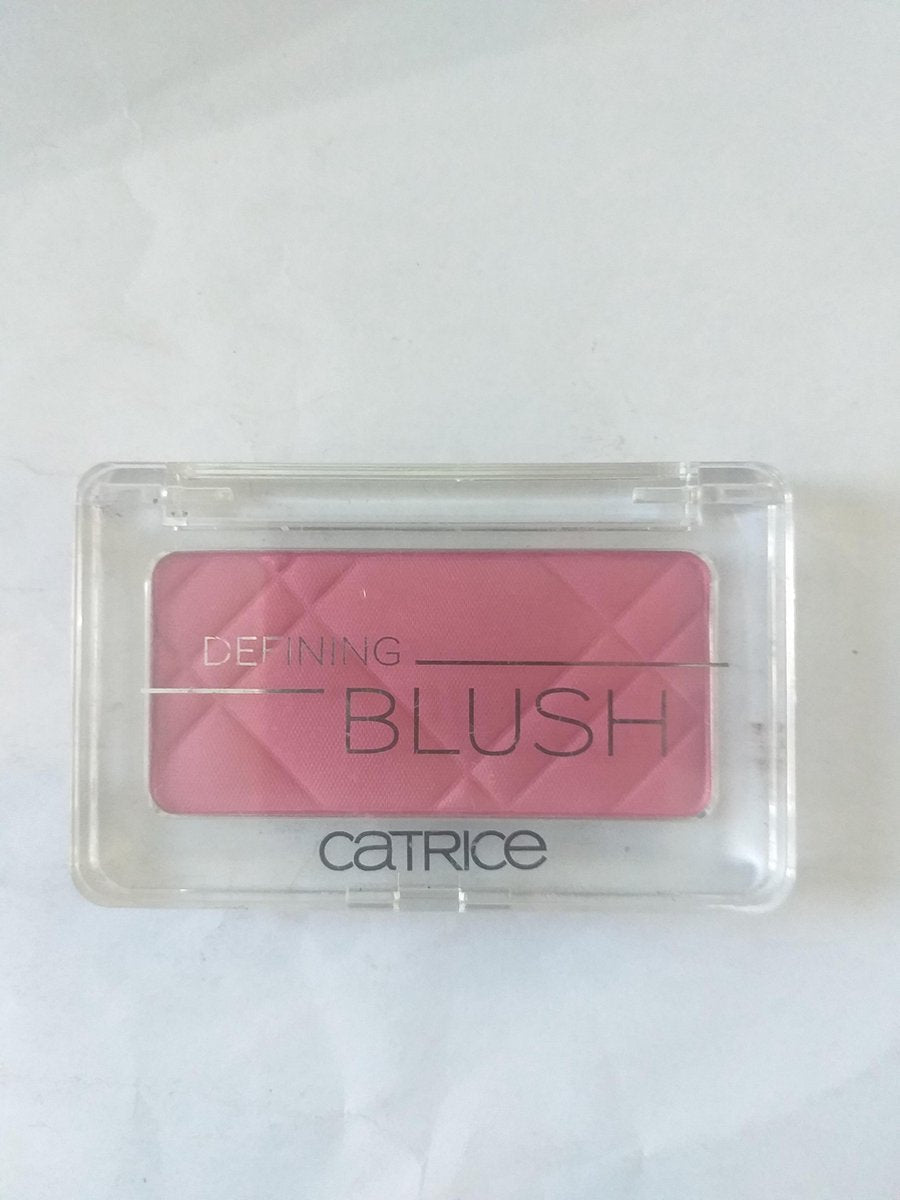 DEFINING
BLUSH
CATRICE